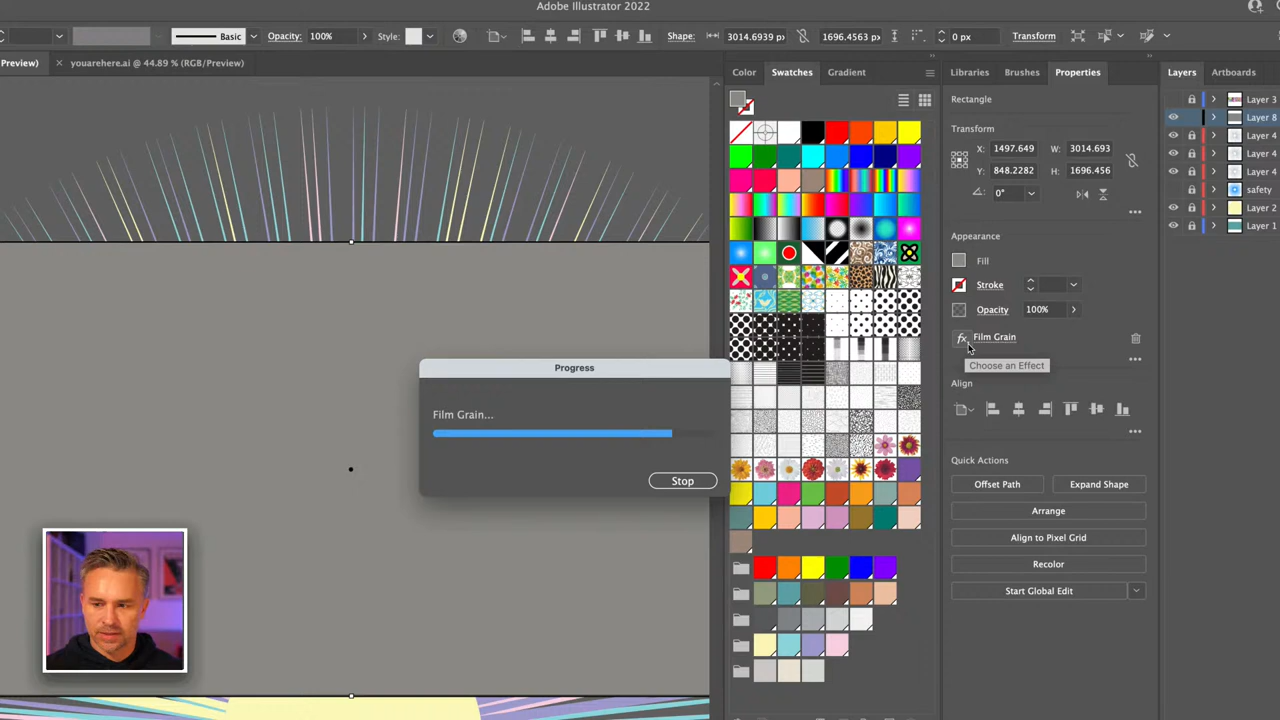 Adobe Illustrator 2022
Basic Opacity: 100% Style: Shape: 3014.6939 px 1696.4563 px 0 px Transform
Preview) × youarehere.ai @ 44.89 % (RGB/Preview)
Color Swatches Gradient
Libraries Brushes Properties
Layers Artboards
Rectangle
Transform
X: 1497.649 W: 3014.693
Y: 848.2282 H: 1696.456
0°
Appearance
Fill
Stroke
Opacity 100%
fx Film Grain
Choose an Effect
Align
Quick Actions
Offset Path Expand Shape
Arrange
Align to Pixel Grid
Recolor
Start Global Edit
Layer 3
Layer 8
Layer 4
Layer 4
Layer 4
safety
Layer 2
Layer 1
Progress
Film Grain...
Stop